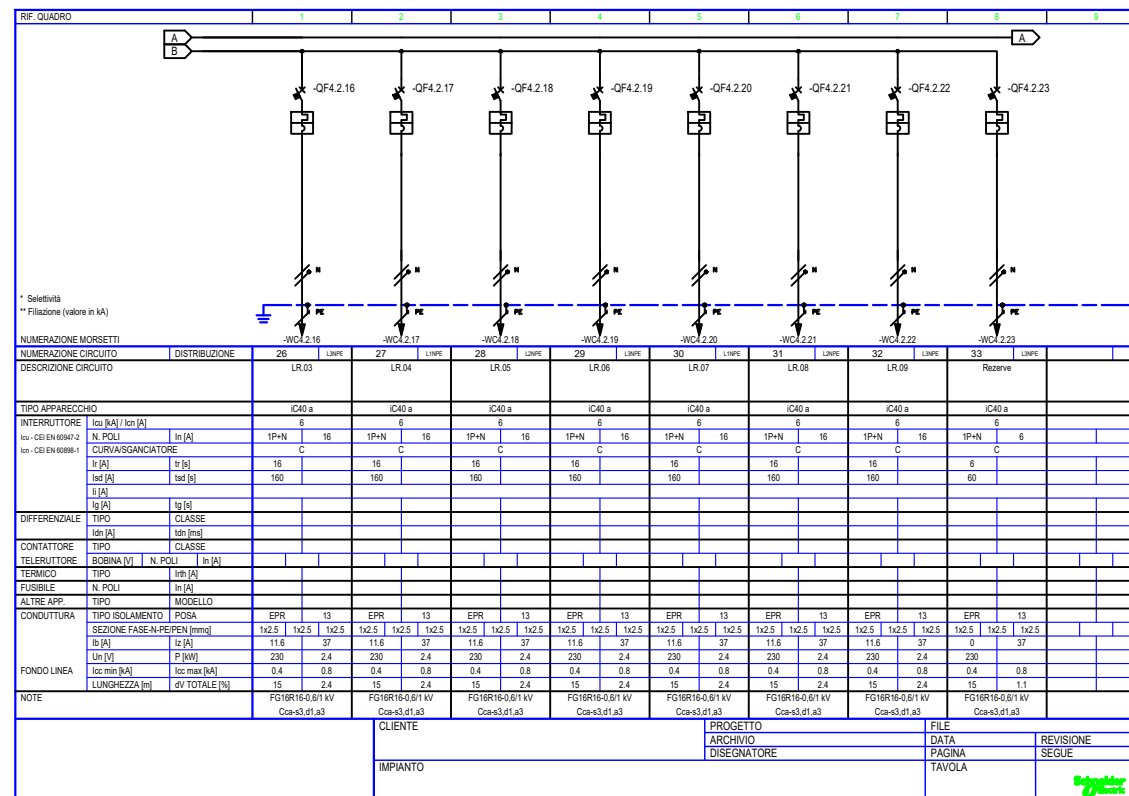 RIF. QUADRO 1 2 3 4 5 6 7 8 9
A A
B
-QF4.2.16 -QF4.2.17 -QF4.2.18 -QF4.2.19 -QF4.2.20 -QF4.2.21 -QF4.2.22 -QF4.2.23
N N N N N N N N
* Selettività
** Filiazione (valore in kA)
PE PE PE PE PE PE PE PE
NUMERAZIONE MORSETTI -WC4.2.16 -WC4.2.17 -WC4.2.18 -WC4.2.19 -WC4.2.20 -WC4.2.21 -WC4.2.22 -WC4.2.23
NUMERAZIONE CIRCUITO DISTRIBUZIONE 26 L3NPE 27 L1NPE 28 L2NPE 29 L3NPE 30 L1NPE 31 L2NPE 32 L3NPE 33 L3NPE
DESCRIZIONE CIRCUITO LR.03 LR.04 LR.05 LR.06 LR.07 LR.08 LR.09 Rezerve
TIPO APPARECCHIO iC40 a iC40 a iC40 a iC40 a iC40 a iC40 a iC40 a iC40 a
INTERRUTTORE Icu [kA] / Icn [A] 6 6 6 6 6 6 6 6
Icu - CEI EN 60947-2 N. POLI In [A] 1P+N 16 1P+N 16 1P+N 16 1P+N 16 1P+N 16 1P+N 16 1P+N 16 1P+N 6
Icn - CEI EN 60898-1 CURVA/SGANCIATORE C C C C C C C C
Ir [A] tr [s] 16 16 16 16 16 16 16 6
Isd [A] tsd [s] 160 160 160 160 160 160 160 60
Ii [A]
Ig [A] tg [s]
DIFFERENZIALE TIPO CLASSE
Idn [A] tdn [ms]
CONTATTORE TIPO CLASSE
TELERUTTORE BOBINA [V] N. POLI In [A]
TERMICO TIPO Irth [A]
FUSIBILE N. POLI In [A]
ALTRE APP. TIPO MODELLO
CONDUTTURA TIPO ISOLAMENTO POSA EPR 13 EPR 13 EPR 13 EPR 13 EPR 13 EPR 13 EPR 13 EPR 13
SEZIONE FASE-N-PE/PEN [mmq] 1x2.5 1x2.5 1x2.5 1x2.5 1x2.5 1x2.5 1x2.5 1x2.5 1x2.5 1x2.5 1x2.5 1x2.5 1x2.5 1x2.5 1x2.5 1x2.5 1x2.5 1x2.5 1x2.5 1x2.5 1x2.5 1x2.5 1x2.5 1x2.5
Ib [A] Iz [A] 11.6 37 11.6 37 11.6 37 11.6 37 11.6 37 11.6 37 11.6 37 0 37
Un [V] P [kW] 230 2.4 230 2.4 230 2.4 230 2.4 230 2.4 230 2.4 230 2.4 230
FONDO LINEA Icc min [kA] Icc max [kA] 0.4 0.8 0.4 0.8 0.4 0.8 0.4 0.8 0.4 0.8 0.4 0.8 0.4 0.8 0.4 0.8
LUNGHEZZA [m] dV TOTALE [%] 15 2.4 15 2.4 15 2.4 15 2.4 15 2.4 15 2.4 15 2.4 15 1.1
NOTE FG16R16-0,6/1 kV FG16R16-0,6/1 kV FG16R16-0,6/1 kV FG16R16-0,6/1 kV FG16R16-0,6/1 kV FG16R16-0,6/1 kV FG16R16-0,6/1 kV FG16R16-0,6/1 kV
Cca-s3,d1,a3 Cca-s3,d1,a3 Cca-s3,d1,a3 Cca-s3,d1,a3 Cca-s3,d1,a3 Cca-s3,d1,a3 Cca-s3,d1,a3 Cca-s3,d1,a3
CLIENTE PROGETTO FILE
ARCHIVIO DATA REVISIONE
DISEGNATORE PAGINA SEGUE
IMPIANTO TAVOLA
Schneider Electric